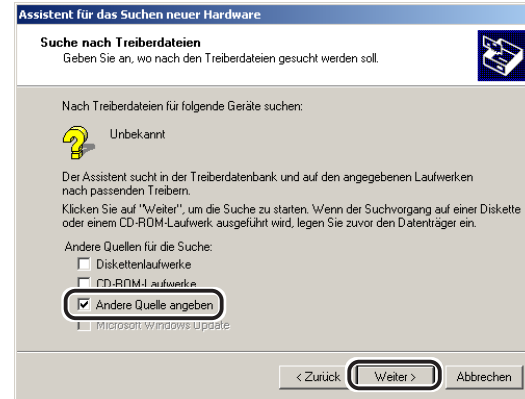 Assistent für das Suchen neuer Hardware
Suche nach Treiberdateien
Geben Sie an, wo nach den Treiberdateien gesucht werden soll.
Nach Treiberdateien für folgende Geräte suchen:
Unbekannt
Der Assistent sucht in der Treiberdatenbank und auf den angegebenen Laufwerken
nach passenden Treibern.
Klicken Sie auf "Weiter", um die Suche zu starten. Wenn der Suchvorgang auf einer Diskette
oder einem CD-ROM-Laufwerk ausgeführt wird, legen Sie zuvor den Datenträger ein.
Andere Quellen für die Suche:
Diskettenlaufwerke
CD-ROM-Laufwerke
Andere Quelle angeben
Microsoft Windows Update
< Zurück
Weiter >
Abbrechen